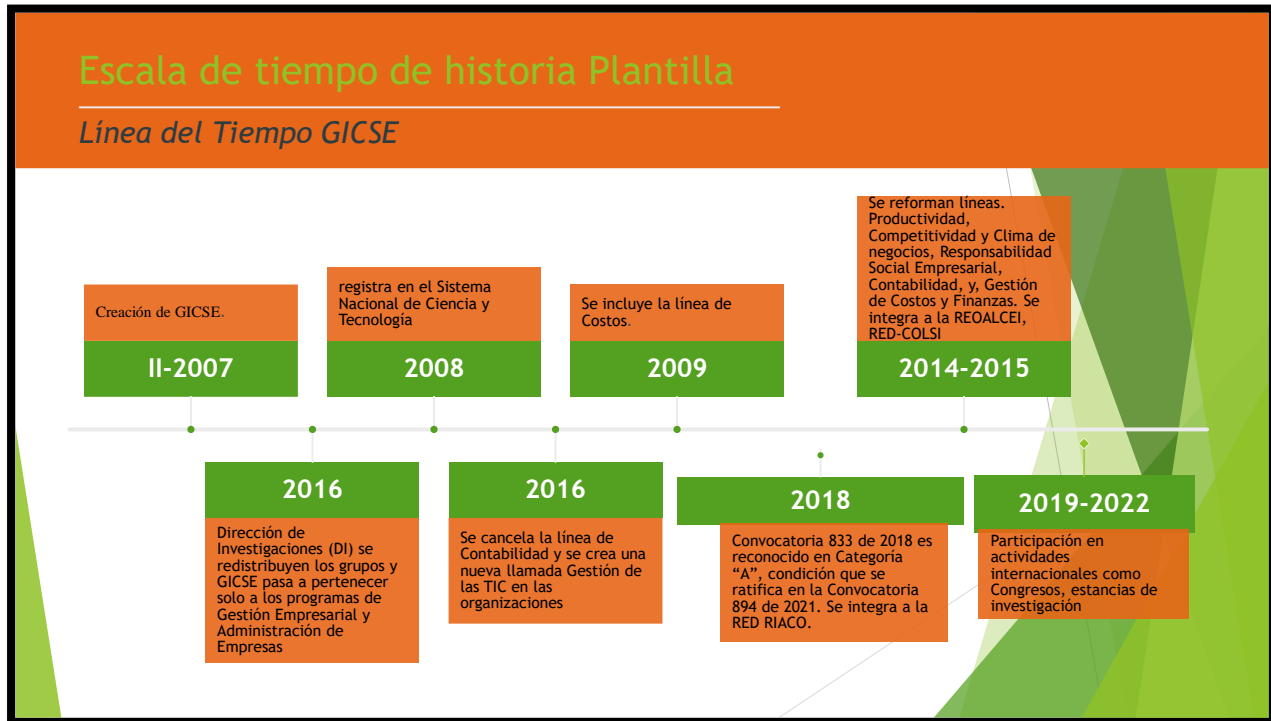 Escala de tiempo de historia Plantilla
Línea del Tiempo GICSE
Creación de GICSE.
II-2007
registra en el Sistema
Nacional de Ciencia y
Tecnología
2008
Se incluye la línea de
Costos.
2009
Se reforman líneas.
Productividad,
Competitividad y Clima de
negocios, Responsabilidad
Social Empresarial,
Contabilidad, y, Gestión
de Costos y Finanzas. Se
integra a la REOALCEI,
RED-COLSI
2014-2015
2016
Dirección de
Investigaciones (DI) se
redistribuyen los grupos y
GICSE pasa a pertenecer
solo a los programas de
Gestión Empresarial y
Administración de
Empresas
2016
Se cancela la línea de
Contabilidad y se crea una
nueva llamada Gestión de
las TIC en las
organizaciones
2018
Convocatoria 833 de 2018 es
reconocido en Categoría
“A”, condición que se
ratifica en la Convocatoria
894 de 2021. Se integra a la
RED RIACO.
2019-2022
Participación en
actividades
internacionales como
Congresos, estancias de
investigación